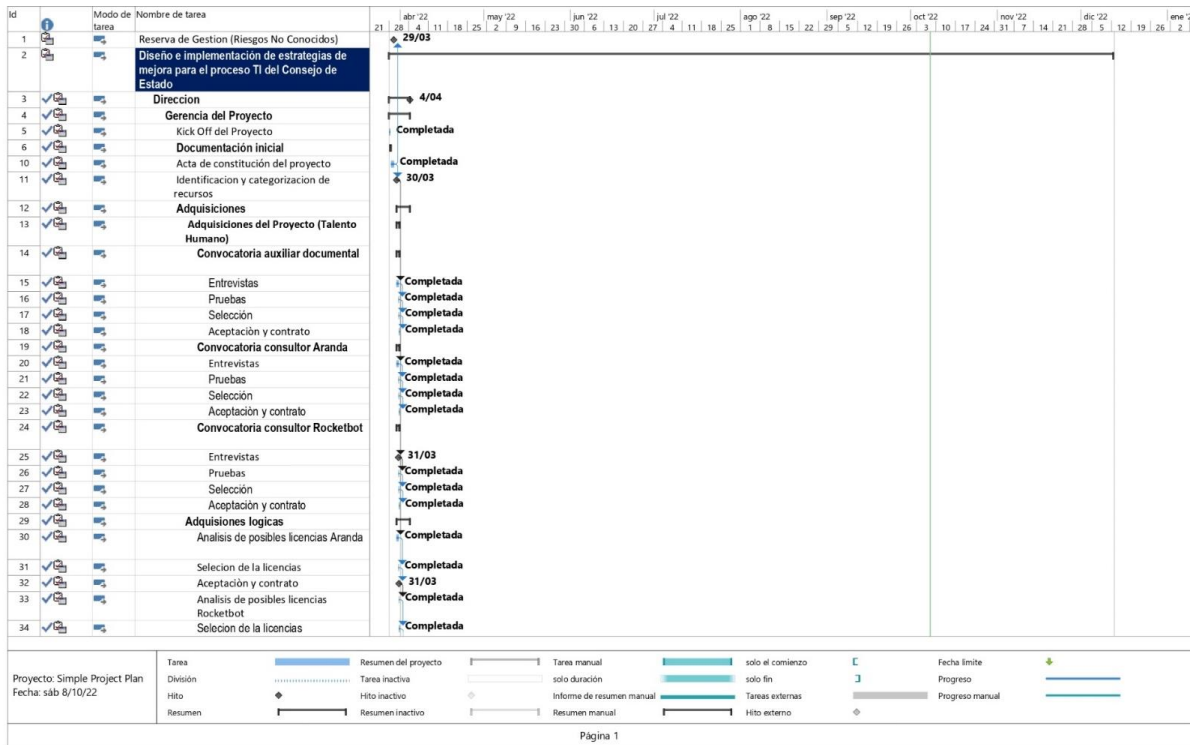 Id Modo de tarea Nombre de tarea
abr '22 may '22 jun '22 jul '22 ago '22 sep '22 oct '22 nov '22 dic '22 ene '2
21 28 4 11 18 25 2 9 16 23 30 6 13 20 27 4 11 18 25 1 8 15 22 29 5 12 19 26 3 10 17 24 31 7 14 21 28 5 12 19 26 2
1 Reserva de Gestion (Riesgos No Conocidos) 29/03
2 Diseño e implementación de estrategias de
mejora para el proceso TI del Consejo de
Estado
3 Direccion 4/04
4 Gerencia del Proyecto
5 Kick Off del Proyecto Completada
6 Documentación inicial
10 Acta de constitución del proyecto Completada
11 Identificacion y categorizacion de
recursos 30/03
12 Adquisiciones
13 Adquisiciones del Proyecto (Talento
Humano)
14 Convocatoria auxiliar documental
15 Entrevistas Completada
16 Pruebas Completada
17 Selección Completada
18 Aceptaciòn y contrato Completada
19 Convocatoria consultor Aranda
20 Entrevistas Completada
21 Pruebas Completada
22 Selección Completada
23 Aceptaciòn y contrato Completada
24 Convocatoria consultor Rocketbot
25 Entrevistas 31/03
26 Pruebas Completada
27 Selección Completada
28 Aceptaciòn y contrato Completada
29 Adquisiones logicas
30 Analisis de posibles licencias Aranda Completada
31 Selecion de la licencias Completada
32 Aceptaciòn y contrato 31/03
33 Analisis de posibles licencias
Rocketbot Completada
34 Selecion de la licencias Completada
Proyecto: Simple Project Plan
Fecha: sáb 8/10/22
Tarea Resumen del proyecto Tarea manual solo el comienzo Fecha límite
División Tarea inactiva solo duración solo fin Progreso
Hito Hito inactivo Informe de resumen manual Tareas externas Progreso manual
Resumen Resumen inactivo Resumen manual Hito externo
Página 1